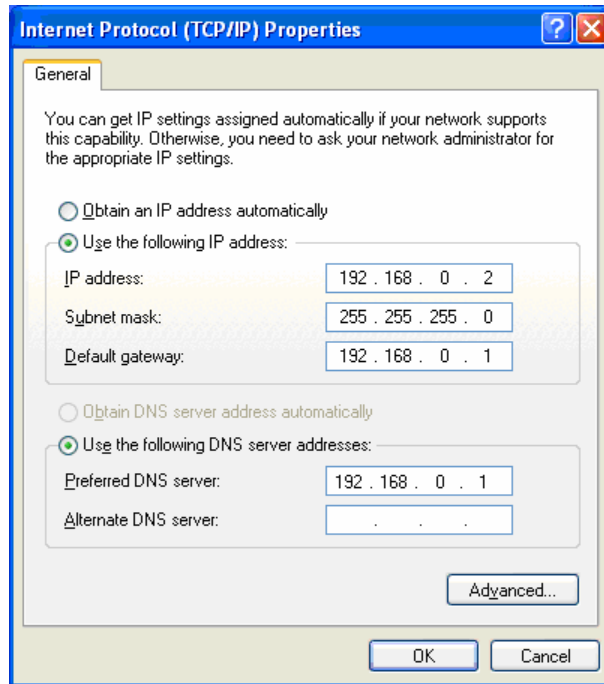 Internet Protocol (TCP/IP) Properties
General
You can get IP settings assigned automatically if your network supports
this capability. Otherwise, you need to ask your network administrator for
the appropriate IP settings.
Obtain an IP address automatically
Use the following IP address:
IP address: 192 . 168 . 0 . 2
Subnet mask: 255 . 255 . 255 . 0
Default gateway: 192 . 168 . 0 . 1
Obtain DNS server address automatically
Use the following DNS server addresses:
Preferred DNS server: 192 . 168 . 0 . 1
Alternate DNS server: . . .
Advanced...
OK Cancel